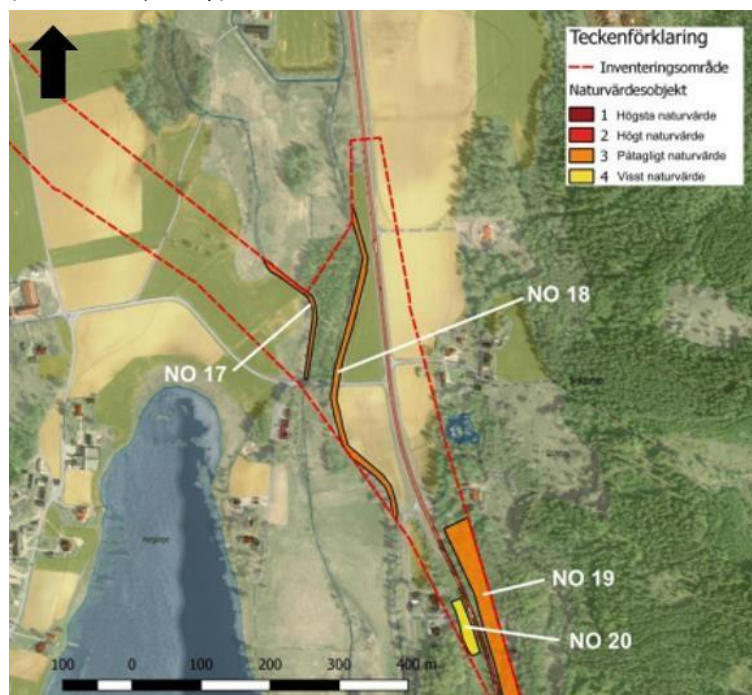 Teckenförklaring
Inventeringsområde
Naturvärdesobjekt
1 Högsta naturvärde
2 Högt naturvärde
3 Påtagligt naturvärde
4 Visst naturvärde
NO 18
NO 17
NO 19
NO 20
100 0 100 200 300 400 m